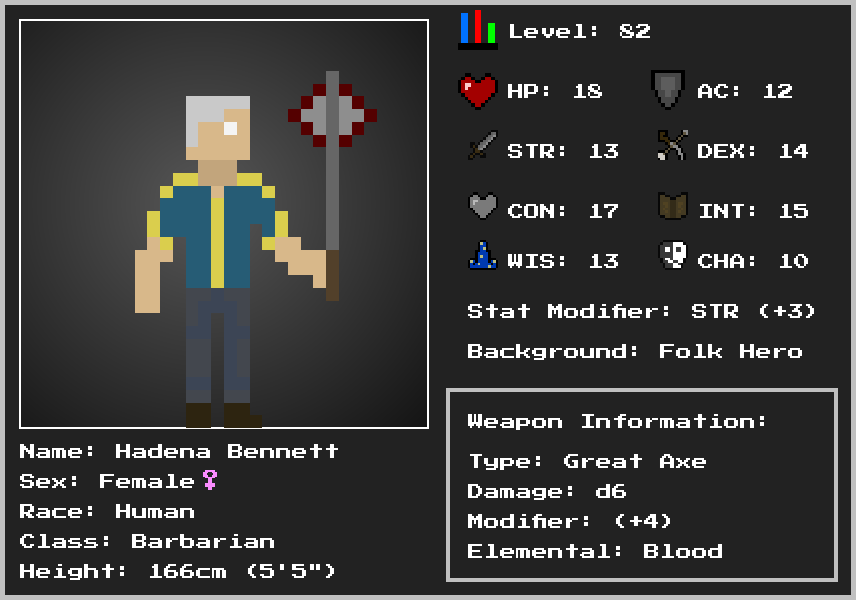 Level: 82
HP: 18 AC: 12
STR: 13 DEX: 14
CON: 17 INT: 15
WIS: 13 CHA: 10
Stat Modifier: STR (+3)
Background: Folk Hero
Weapon Information:
Type: Great Axe
Damage: d6
Modifier: (+4)
Elemental: Blood
Name: Hadena Bennett
Sex: Female♀
Race: Human
Class: Barbarian
Height: 166cm (5'5")